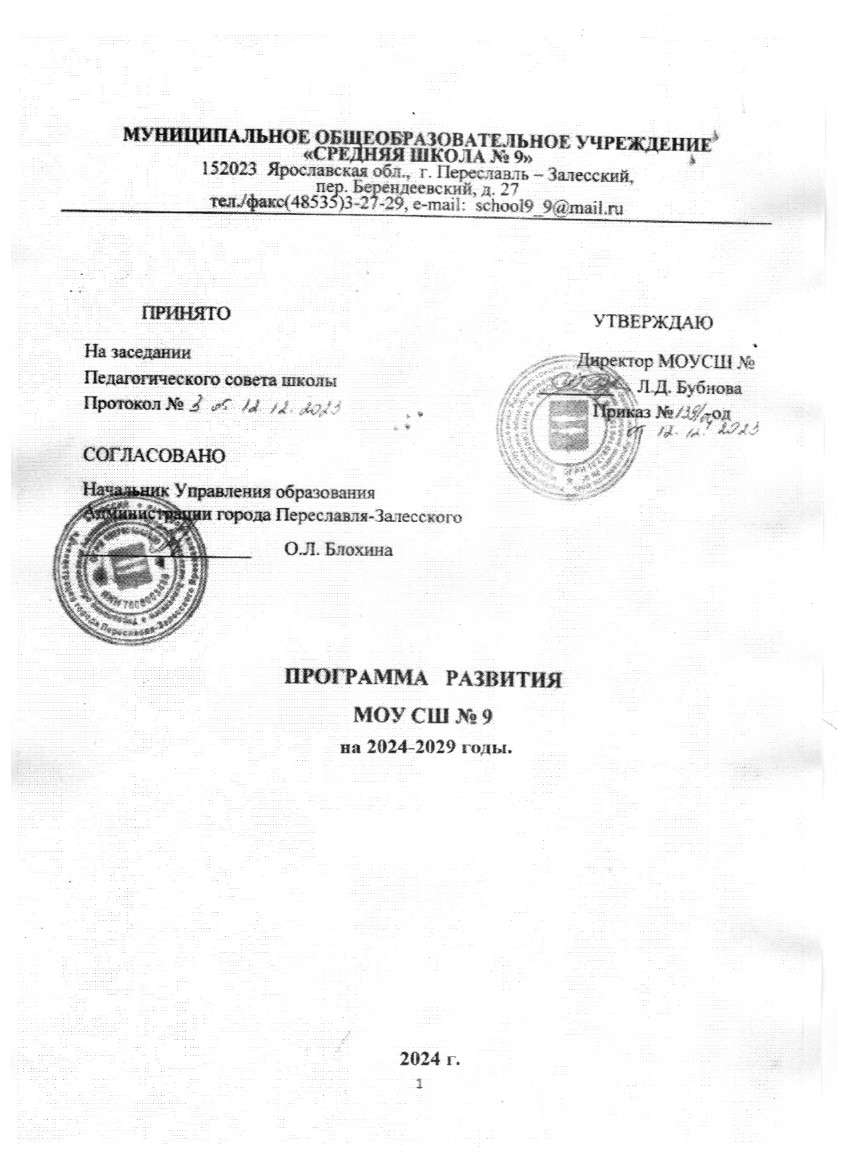 МУНИЦИПАЛЬНОЕ ОБЩЕОБРАЗОВАТЕЛЬНОЕ УЧРЕЖДЕНИЕ
«СРЕДНЯЯ ШКОЛА № 9»
152023 Ярославская обл., г. Переславль – Залесский,
пер. Берендеевский, д. 27
тел./факс(48535)3-27-29, e-mail: school9_9@mail.ru
ПРИНЯТО
На заседании
Педагогического совета школы
Протокол № 3 от 12.12.2023
УТВЕРЖДАЮ
Директор МОУСШ №
Л.Д. Бубнова
Приказ № -од
от 12.12 2023
СОГЛАСОВАНО
Начальник Управления образования
Администрации города Переславля-Залесского
О.Л. Блохина
ПРОГРАММА РАЗВИТИЯ
МОУ СШ № 9
на 2024-2029 годы.
2024 г.
1